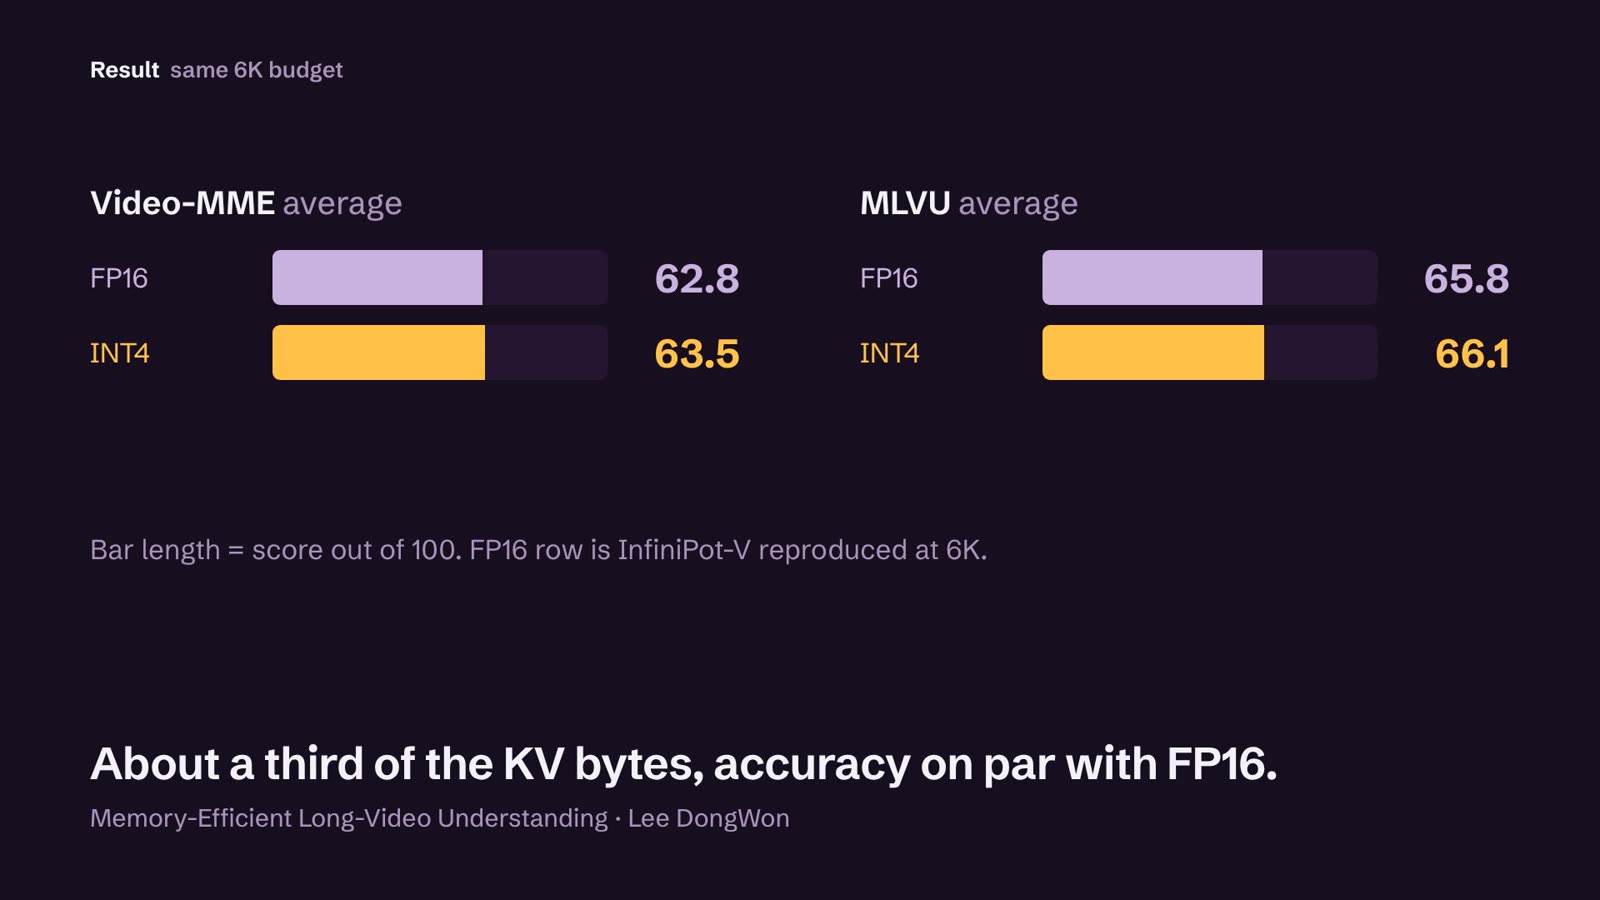 Result same 6K budget
Video-MME average
FP16 62.8
INT4 63.5
MLVU average
FP16 65.8
INT4 66.1
Bar length = score out of 100. FP16 row is InfiniPot-V reproduced at 6K.
About a third of the KV bytes, accuracy on par with FP16.
Memory-Efficient Long-Video Understanding · Lee DongWon